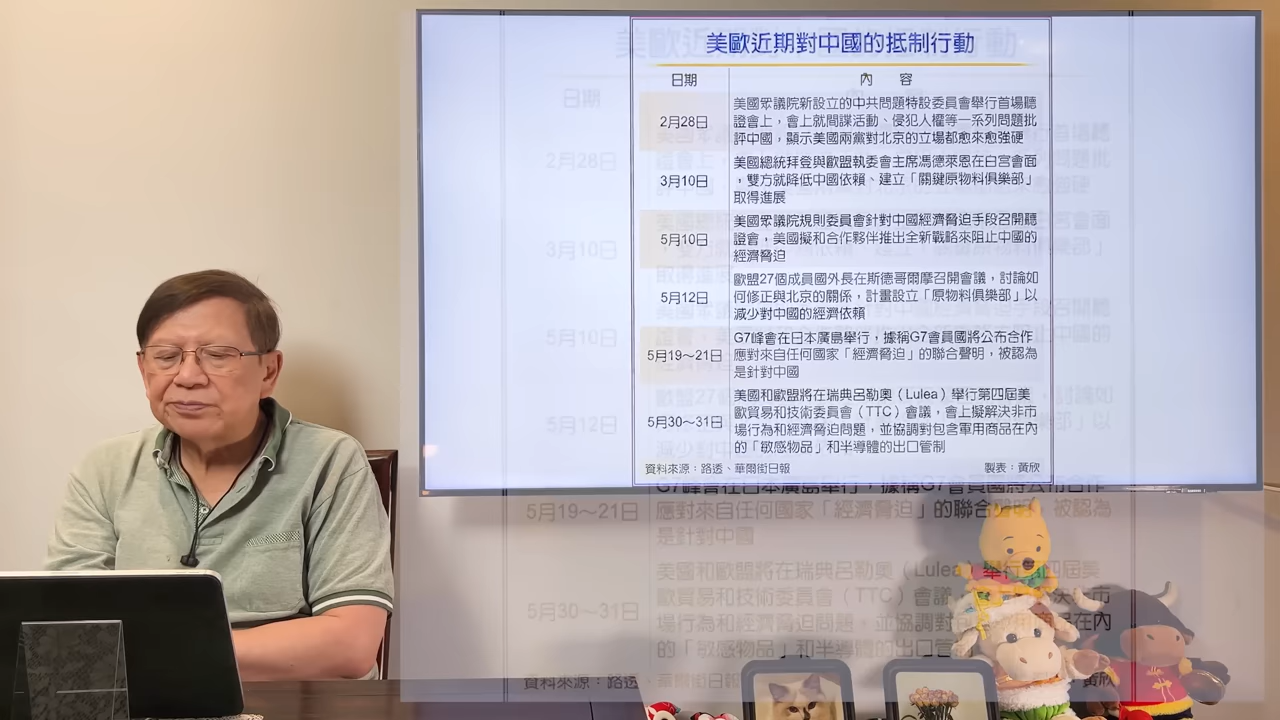 美歐近期對中國的抵制行動
日期 內容
2月28日
美國眾議院新設立的中共問題特設委員會舉行首場聽
證會上，會上就間諜活動、侵犯人權等一系列問題批
評中國，顯示美國兩黨對北京的立場都愈來愈強硬
3月10日
美國總統拜登與歐盟執委會主席馮德萊恩在白宮會面
，雙方就降低中國依賴、建立「關鍵原物料俱樂部」
取得進展
5月10日
美國眾議院規則委員會針對中國經濟脅迫手段召開聽
證會，美國擬和合作夥伴推出全新戰略來阻止中國的
經濟脅迫
5月12日
歐盟27個成員國外長在斯德哥爾摩召開會議，討論如
何修正與北京的關係，計畫設立「原物料俱樂部」以
減少對中國的經濟依賴
5月19～21日
G7峰會在日本廣島舉行，據稱G7會員國將公布合作
應對來自任何國家「經濟脅迫」的聯合聲明，被認為
是針對中國
5月30～31日
美國和歐盟將在瑞典呂勒奧（Lulea）舉行第四屆美
歐貿易和技術委員會（TTC）會議，會上擬解決非市
場行為和經濟脅迫問題，並協調對包含軍用商品在內
的「敏感物品」和半導體的出口管制
資料來源：路透、華爾街日報 製表：黃欣